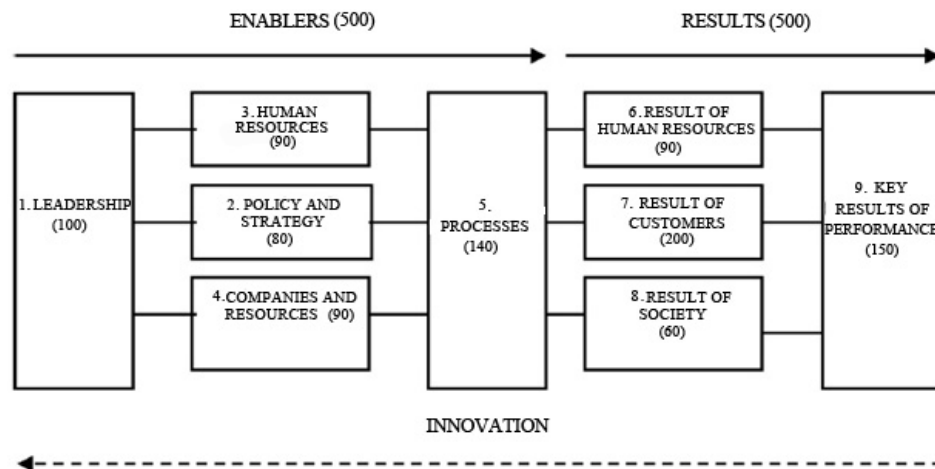 ENABLERS (500)
RESULTS (500)
1. LEADERSHIP
(100)
3. HUMAN
RESOURCES
(90)
2. POLICY AND
STRATEGY
(80)
4. COMPANIES AND
RESOURCES (90)
5.
PROCESSES
(140)
6. RESULT OF
HUMAN RESOURCES
(90)
7. RESULT OF
CUSTOMERS
(200)
8. RESULT OF
SOCIETY
(60)
9. KEY
RESULTS OF
PERFORMANCE
(150)
INNOVATION